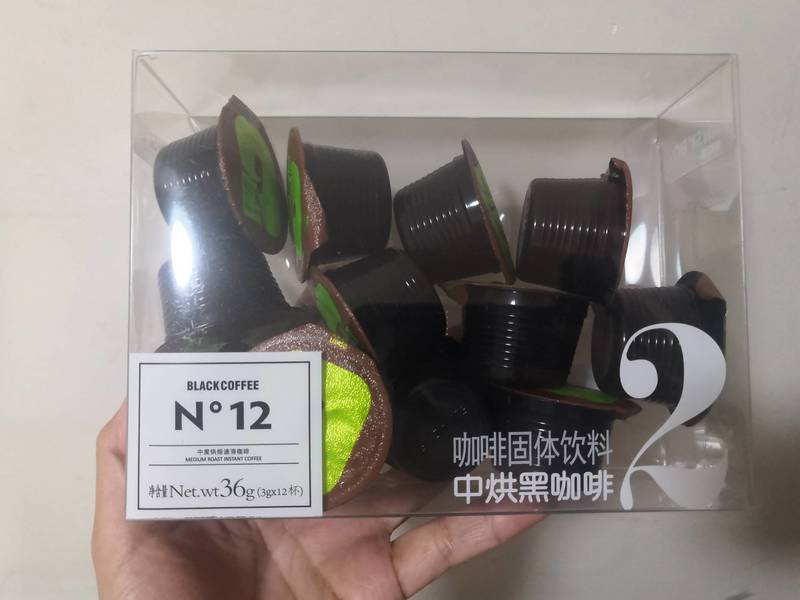 BLACKCOFFEE
N° 12
中度烘焙速溶咖啡
MEDIUM ROAST INSTANT COFFEE
净含量Net.wt.36g(3gx12杯)
咖啡固体饮料
中烘黑咖啡
2